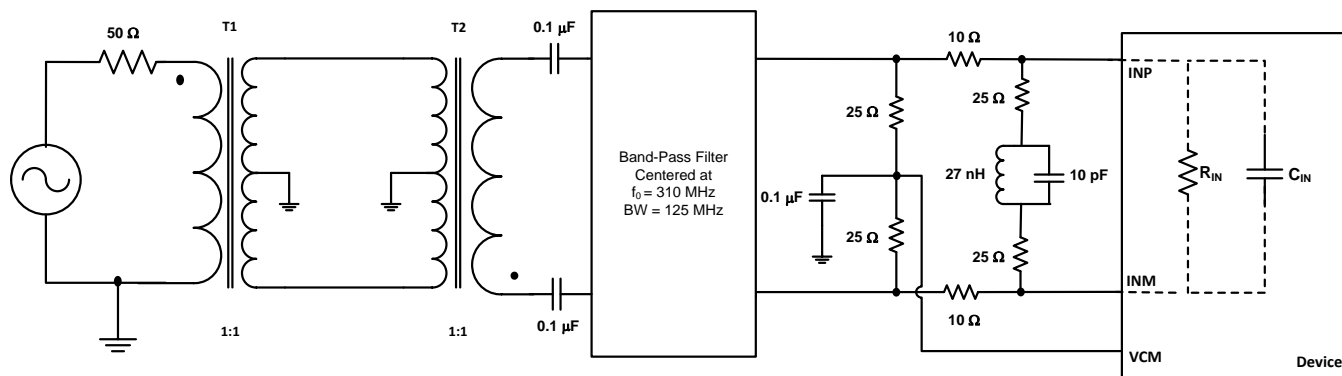 T1
T2
50 Ω
0.1 µF
10 Ω
INP
25 Ω
25 Ω
Band-Pass Filter
Centered at
f0 = 310 MHz
BW = 125 MHz
27 nH
10 pF
RIN
CIN
0.1 µF
25 Ω
25 Ω
INM
0.1 µF
10 Ω
1:1
1:1
VCM
Device